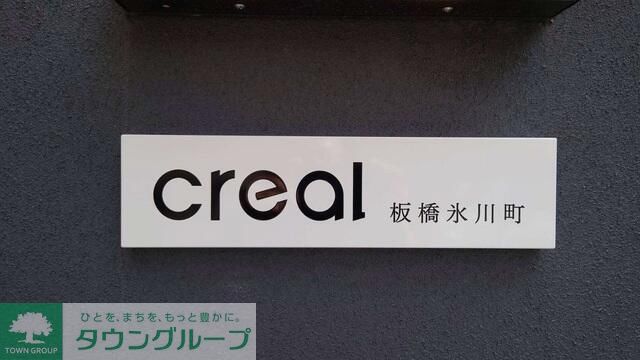 creal 板橋氷川町
ひとを、まちを、もっと豊かに。
TOWN GROUP タウングループ